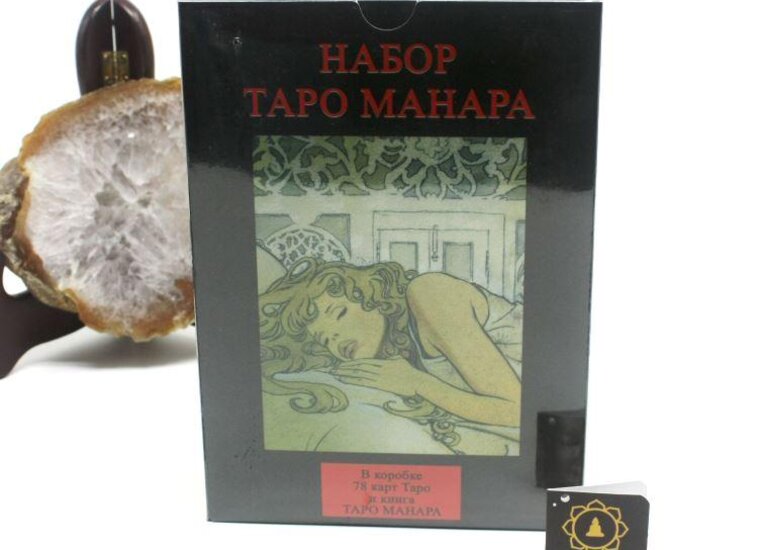 НАБОР
ТАРО МАНАРА
В коробке
78 карт Таро
и книга
ТАРО МАНАРА